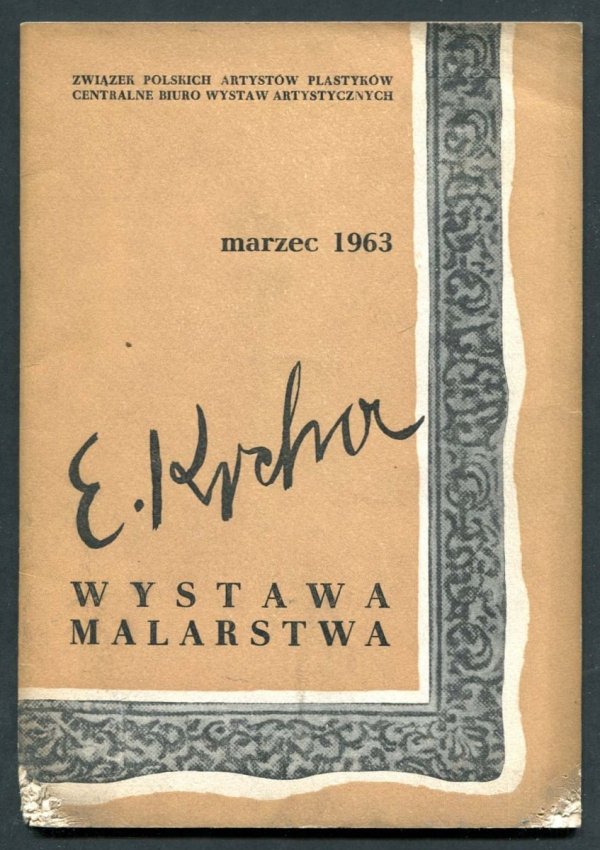 ZWIĄZEK POLSKICH ARTYSTÓW PLASTYKÓW
CENTRALNE BIURO WYSTAW ARTYSTYCZNYCH
marzec 1963
E. Krcha
WYSTAWA
MALARSTWA